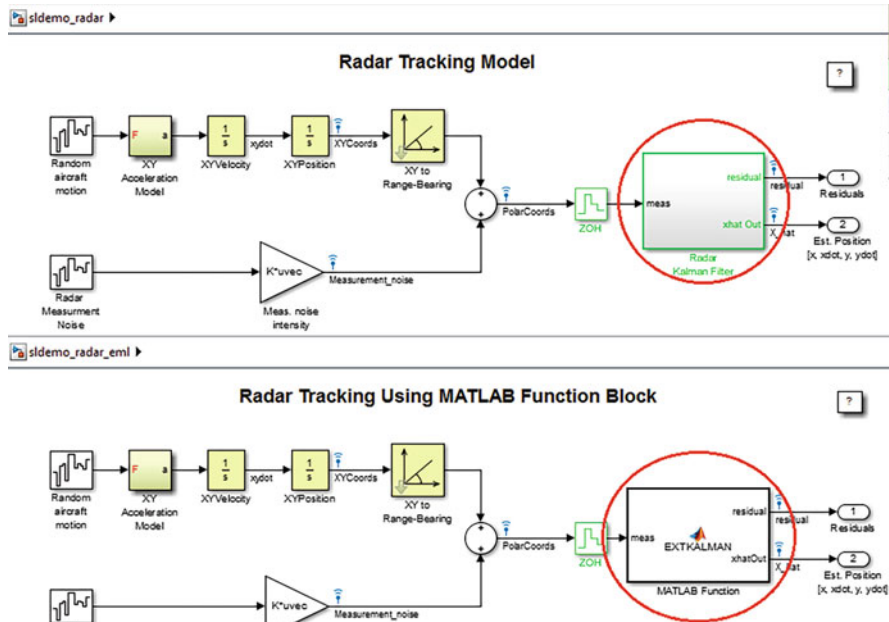 sldemo_radar
Radar Tracking Model
?
Random
aircraft
motion
F a
XY
Acceleration
Model
1
s
XYVelocity
xydot
1
s
XYPosition
XYCoords
XY to
Range-Bearing
+
+
PolarCoords
ZOH
meas
residual
xhat Out
Radar
Kalman Filter
residual
X_hat
1
Residuals
2
Est. Position
[x, xdot, y, ydot]
Radar
Measurment
Noise
K*uvec
Meas. noise
intensity
Measurement_noise
sldemo_radar_eml
Radar Tracking Using MATLAB Function Block
?
Random
aircraft
motion
F a
XY
Acceleration
Model
1
s
XYVelocity
xydot
1
s
XYPosition
XYCoords
XY to
Range-Bearing
+
+
PolarCoords
ZOH
meas
residual
EXTKALMAN
xhatOut
MATLAB Function
residual
X_hat
1
Residuals
2
Est. Position
[x, xdot, y, ydot]
K*uvec
Measurement_noise